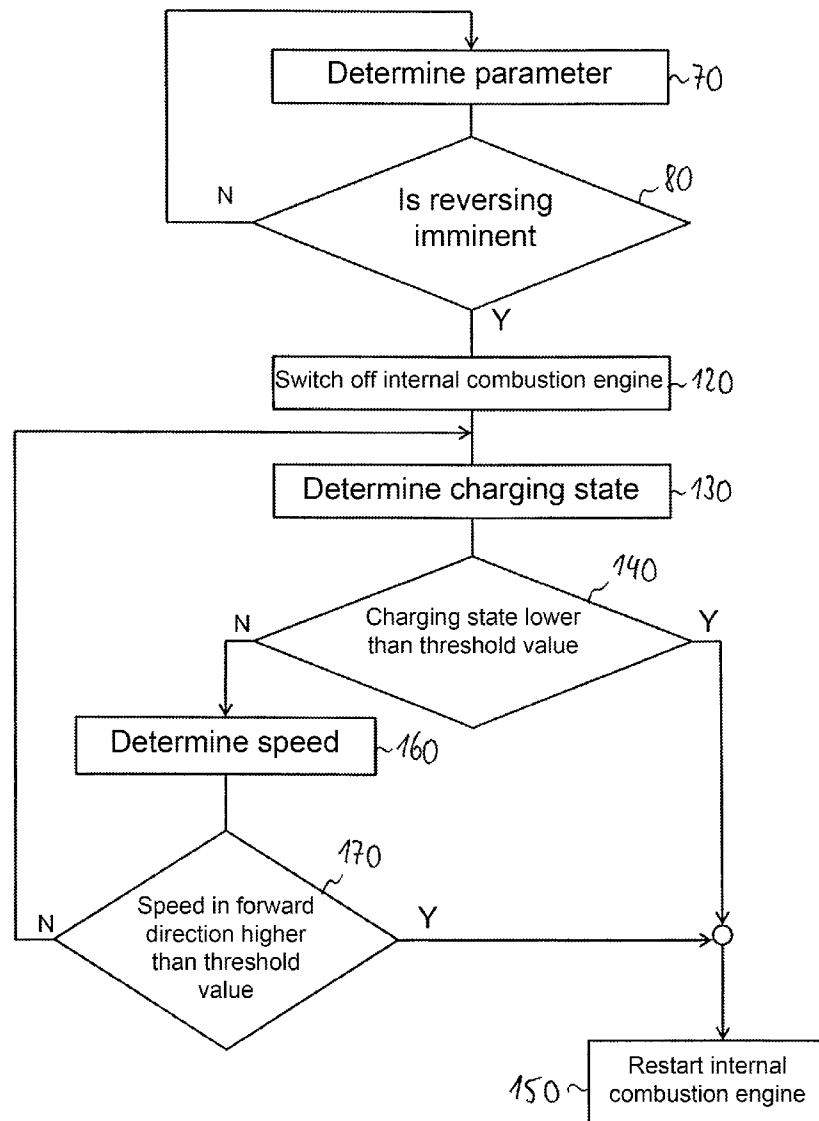 Determine parameter
70
N
80
Is reversing
imminent
Y
Switch off internal combustion engine
120
Determine charging state
130
140
N
Charging state lower
than threshold value
Y
Determine speed
160
170
N
Speed in forward
direction higher
than threshold
value
Y
Restart internal
combustion engine
150